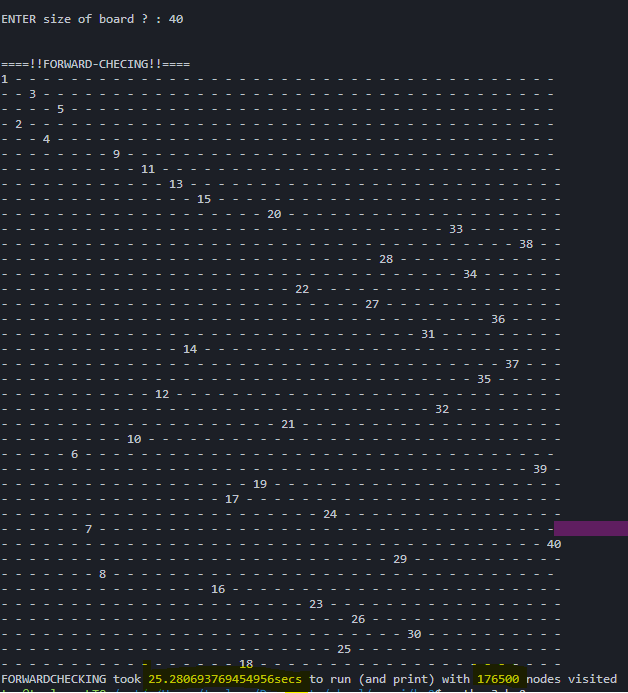 ENTER size of board ? : 40
====!!FORWARD-CHECING!!====
1 - - - - - - - - - - - - - - - - - - - - - - - - - - - - - - - - - - - - - - -
- - 3 - - - - - - - - - - - - - - - - - - - - - - - - - - - - - - - - - - - - -
- - - - 5 - - - - - - - - - - - - - - - - - - - - - - - - - - - - - - - - - - -
- 2 - - - - - - - - - - - - - - - - - - - - - - - - - - - - - - - - - - - - - -
- - - 4 - - - - - - - - - - - - - - - - - - - - - - - - - - - - - - - - - - - -
- - - - - - - - 9 - - - - - - - - - - - - - - - - - - - - - - - - - - - - - - -
- - - - - - - - - - 11 - - - - - - - - - - - - - - - - - - - - - - - - - - - - -
- - - - - - - - - - - - 13 - - - - - - - - - - - - - - - - - - - - - - - - - - -
- - - - - - - - - - - - - - 15 - - - - - - - - - - - - - - - - - - - - - - - - -
- - - - - - - - - - - - - - - - - - - 20 - - - - - - - - - - - - - - - - - - - -
- - - - - - - - - - - - - - - - - - - - - - - - - - - - - - - - 33 - - - - - - -
- - - - - - - - - - - - - - - - - - - - - - - - - - - - - - - - - - - - - 38 - -
- - - - - - - - - - - - - - - - - - - - - - - - - - - 28 - - - - - - - - - - - -
- - - - - - - - - - - - - - - - - - - - - - - - - - - - - - - - - 34 - - - - - -
- - - - - - - - - - - - - - - - - - - - - 22 - - - - - - - - - - - - - - - - - -
- - - - - - - - - - - - - - - - - - - - - - - - - - 27 - - - - - - - - - - - - -
- - - - - - - - - - - - - - - - - - - - - - - - - - - - - - - - - - - 36 - - - -
- - - - - - - - - - - - - - - - - - - - - - - - - - - - - - 31 - - - - - - - - -
- - - - - - - - - - - - - 14 - - - - - - - - - - - - - - - - - - - - - - - - - -
- - - - - - - - - - - - - - - - - - - - - - - - - - - - - - - - - - - - 37 - - -
- - - - - - - - - - - - - - - - - - - - - - - - - - - - - - - - - - 35 - - - - -
- - - - - - - - - - - 12 - - - - - - - - - - - - - - - - - - - - - - - - - - - -
- - - - - - - - - - - - - - - - - - - - - - - - - - - - - - - 32 - - - - - - - -
- - - - - - - - - - - - - - - - - - - - 21 - - - - - - - - - - - - - - - - - - -
- - - - - - - - - 10 - - - - - - - - - - - - - - - - - - - - - - - - - - - - - -
- - - - - 6 - - - - - - - - - - - - - - - - - - - - - - - - - - - - - - - - - -
- - - - - - - - - - - - - - - - - - - - - - - - - - - - - - - - - - - - - - 39 -
- - - - - - - - - - - - - - - - - - 19 - - - - - - - - - - - - - - - - - - - - -
- - - - - - - - - - - - - - - - 17 - - - - - - - - - - - - - - - - - - - - - - -
- - - - - - - - - - - - - - - - - - - - - - - 24 - - - - - - - - - - - - - - - -
- - - - - - 7 - - - - - - - - - - - - - - - - - - - - - - - - - - - - - - - - -
- - - - - - - - - - - - - - - - - - - - - - - - - - - - - - - - - - - - - - - 40
- - - - - - - - - - - - - - - - - - - - - - - - - - - - 29 - - - - - - - - - - -
- - - - - - - 8 - - - - - - - - - - - - - - - - - - - - - - - - - - - - - - - -
- - - - - - - - - - - - - - - 16 - - - - - - - - - - - - - - - - - - - - - - - -
- - - - - - - - - - - - - - - - - - - - - - 23 - - - - - - - - - - - - - - - - -
- - - - - - - - - - - - - - - - - - - - - - - - - 26 - - - - - - - - - - - - - -
- - - - - - - - - - - - - - - - - - - - - - - - - - - - - 30 - - - - - - - - - -
- - - - - - - - - - - - - - - - - - - - - - - - 25 - - - - - - - - - - - - - - -
- - - - - - - - - - - - - - - - - 18 - - - - - - - - - - - - - - - - - - - - - -
FORWARDCHECKING took 25.280693769454956secs to run (and print) with 176500 nodes visited